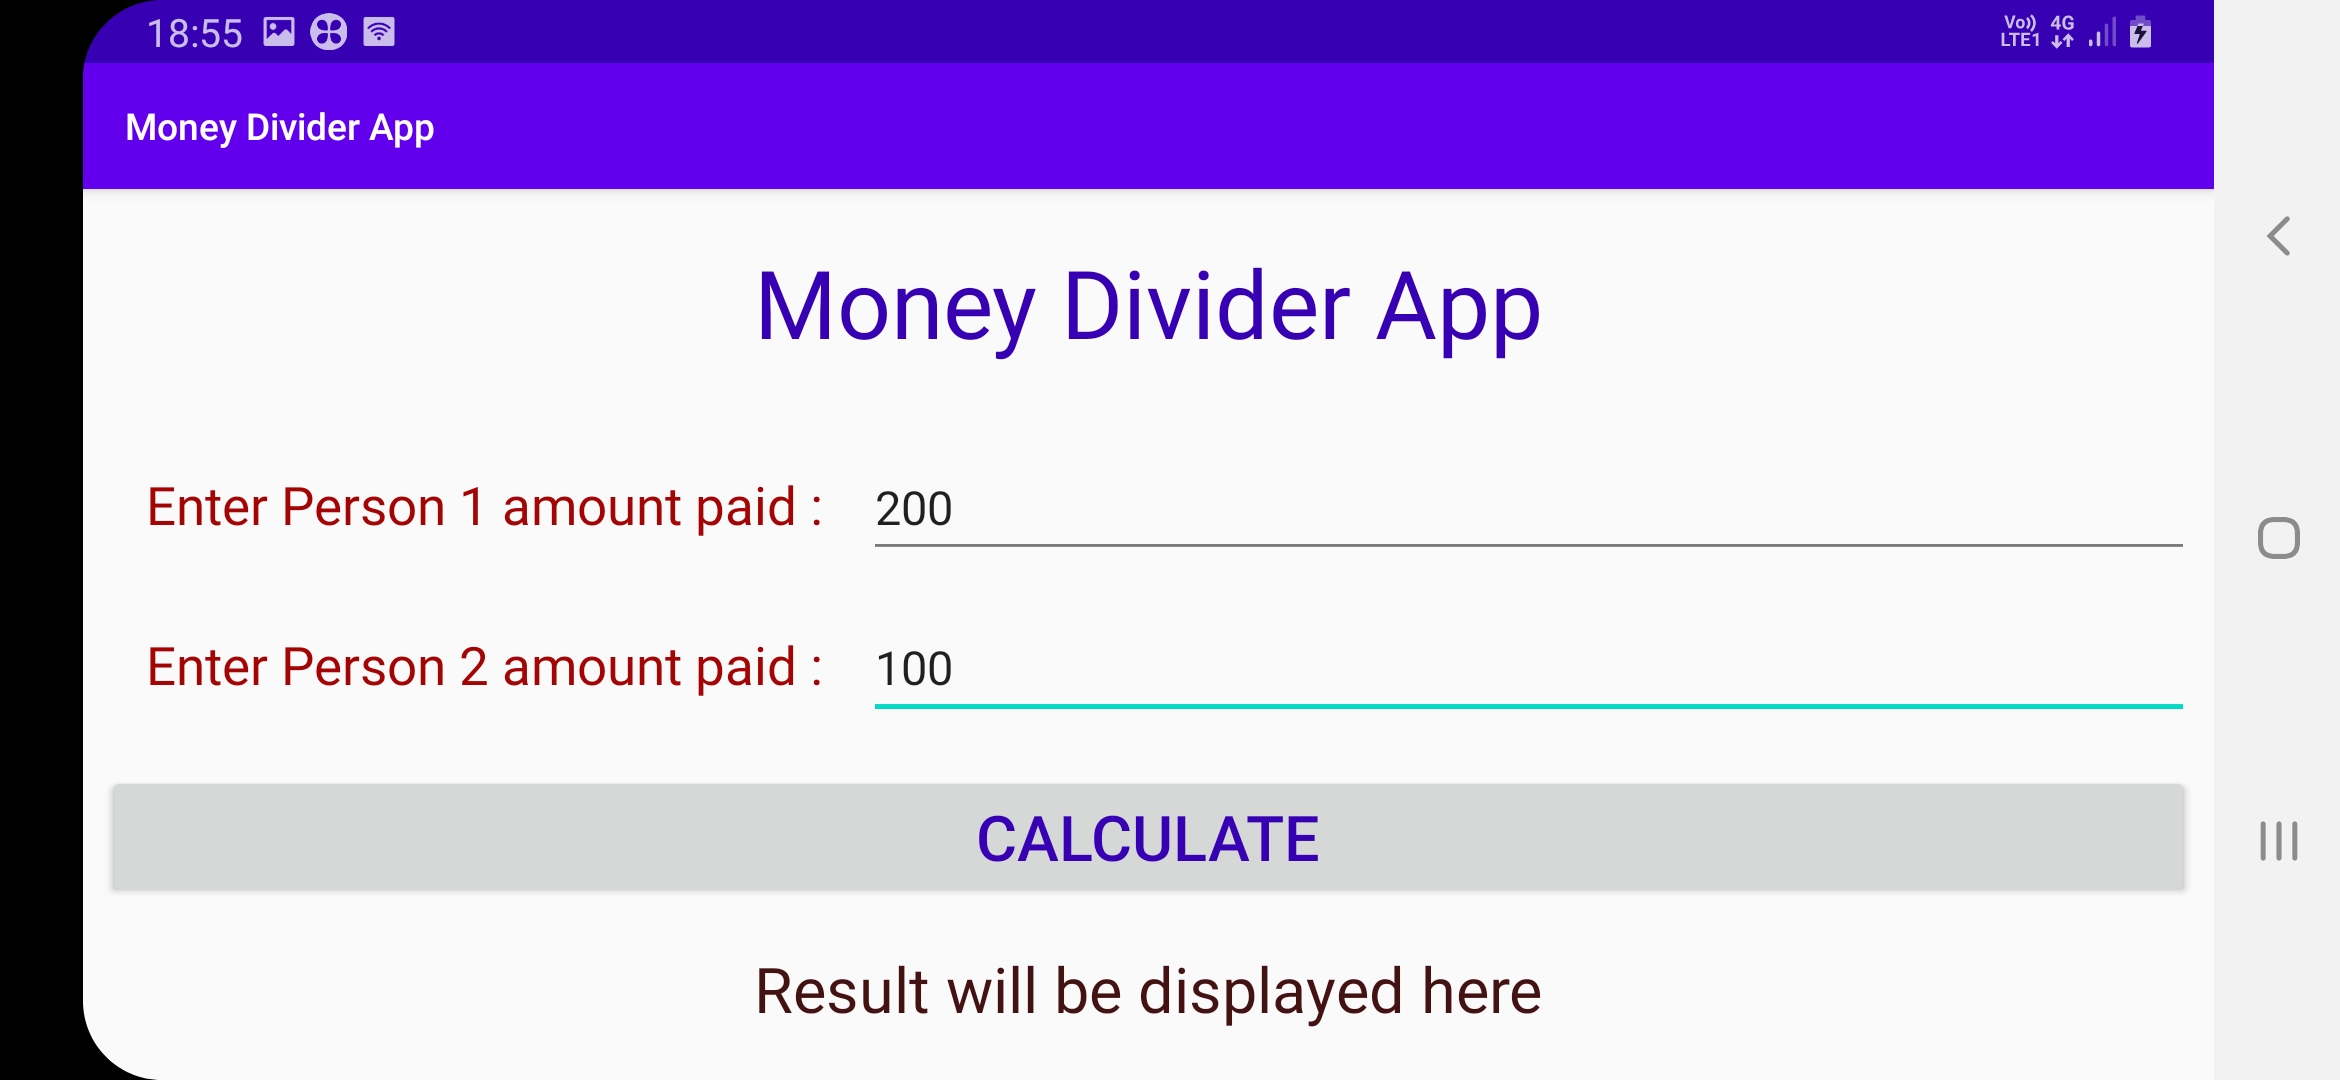 18:55
Vo)) 4G
LTE1
Money Divider App
Money Divider App
Enter Person 1 amount paid : 200
Enter Person 2 amount paid : 100
CALCULATE
Result will be displayed here